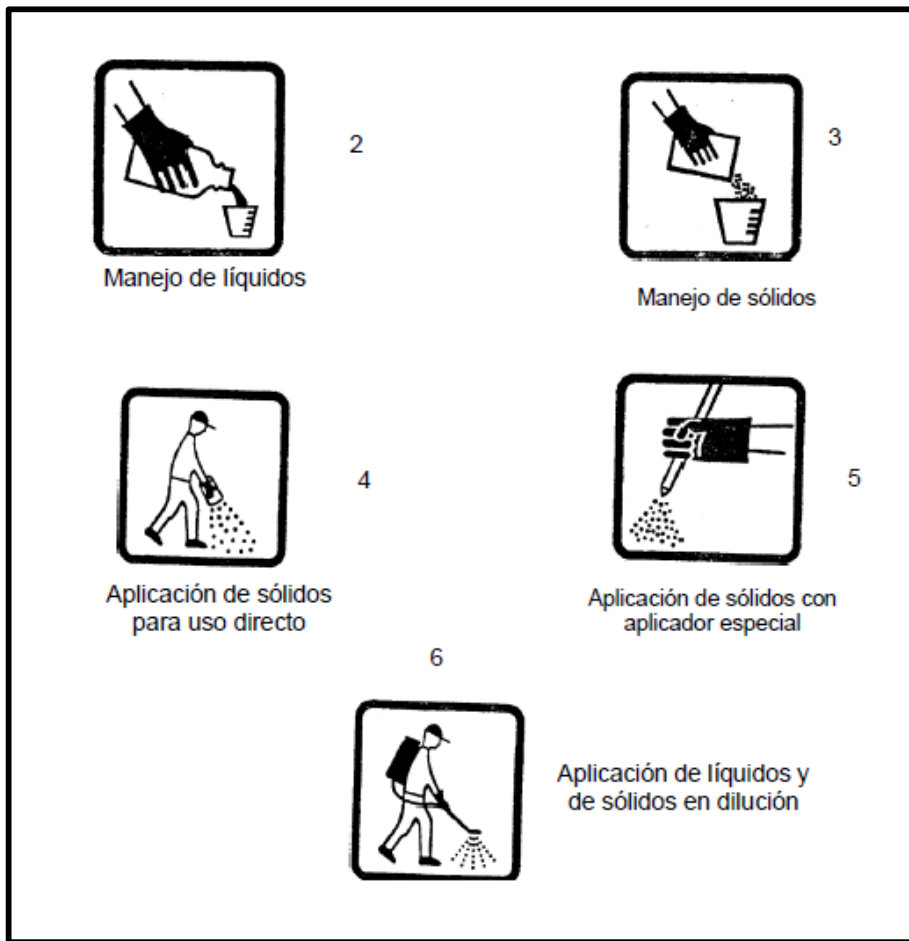 2
3
Manejo de líquidos
Manejo de sólidos
4
5
Aplicación de sólidos
para uso directo
Aplicación de sólidos con
aplicador especial
6
Aplicación de líquidos y
de sólidos en dilución